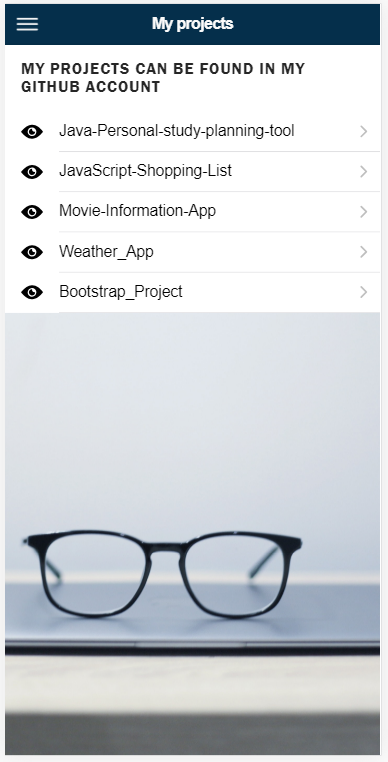 My projects
MY PROJECTS CAN BE FOUND IN MY
GITHUB ACCOUNT
Java-Personal-study-planning-tool
JavaScript-Shopping-List
Movie-Information-App
Weather_App
Bootstrap_Project